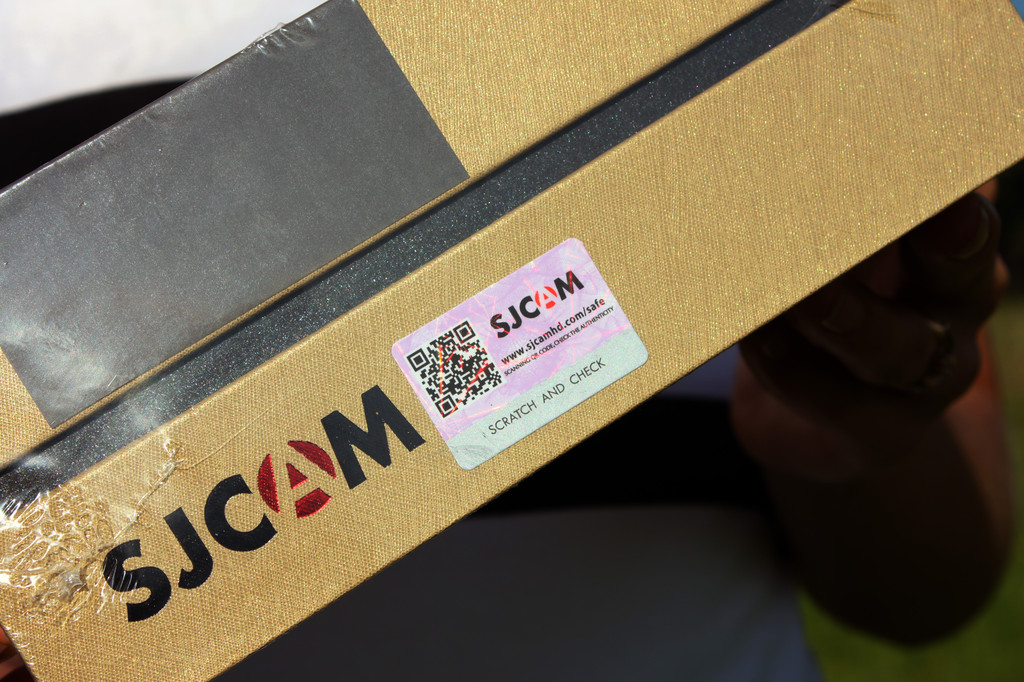 SJCAM
www.sjcamhd.com/safe
SCANNING QR CODE,CHECK THE AUTHENTICITY
SCRATCH AND CHECK
SJCAM